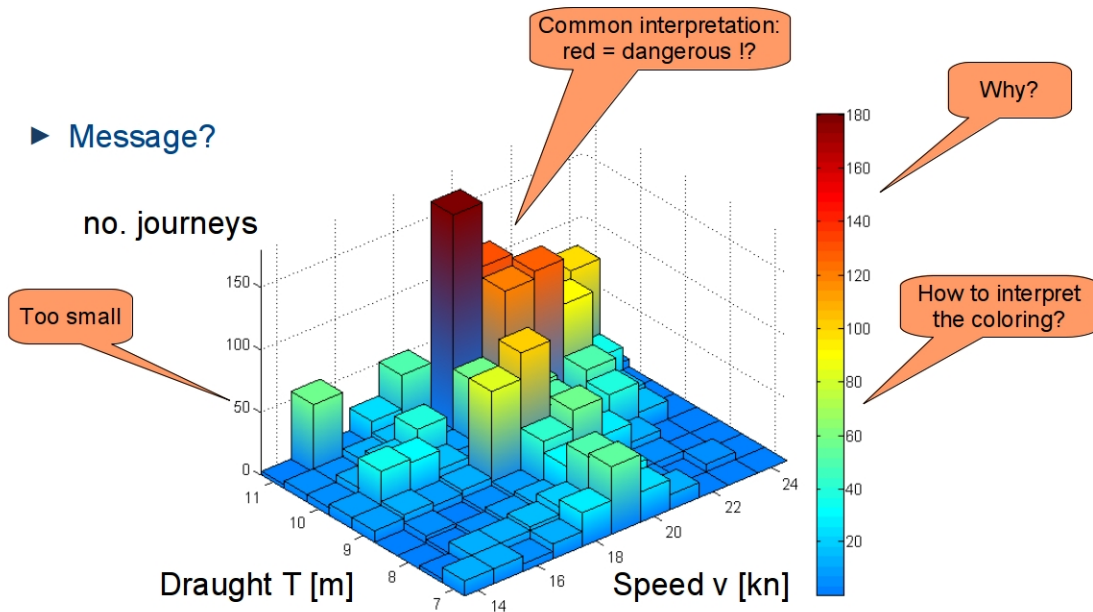 Common interpretation:
red = dangerous !?
Why?
► Message?
no. journeys
Too small
How to interpret
the coloring?
150
100
50
0
11
10
9
8
7
14
16
18
20
22
24
Draught T [m]
Speed v [kn]
180
160
140
120
100
80
60
40
20